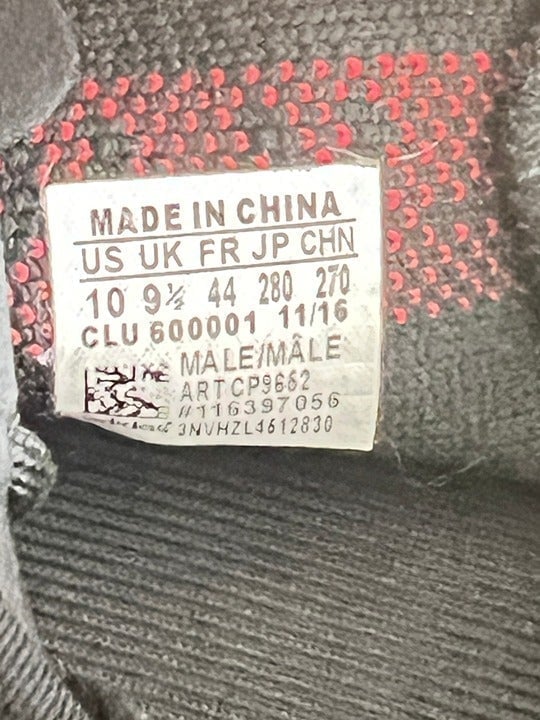 MADE IN CHINA
US UK FR JP CHN
10 9½ 44 280 270
CLU 600001 11/16
MALE/MÂLE
ART CP9662
#116397056
3NVHZL4612830